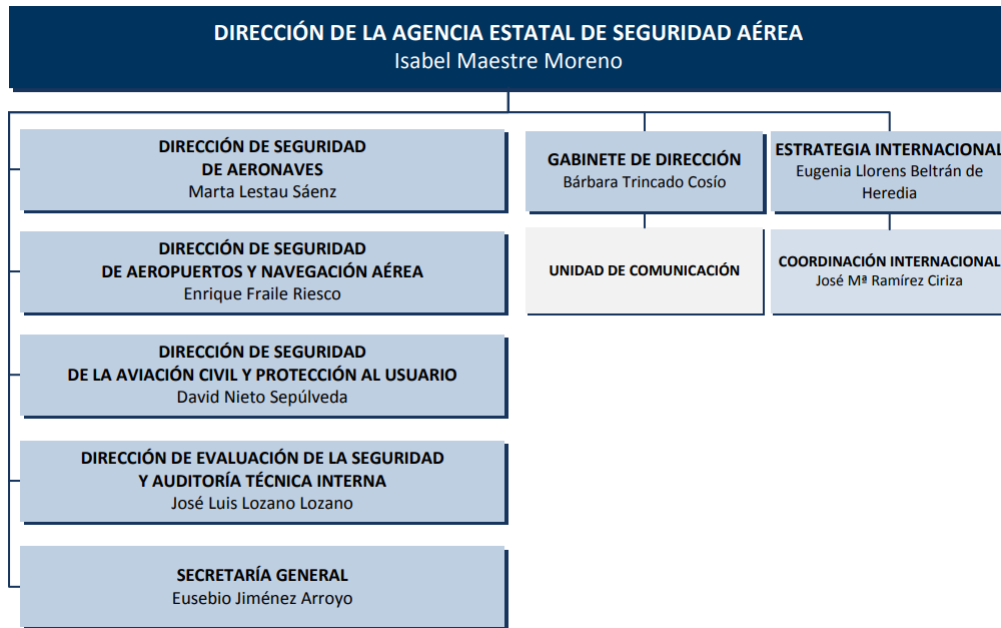 DIRECCIÓN DE LA AGENCIA ESTATAL DE SEGURIDAD AÉREA
Isabel Maestre Moreno
DIRECCIÓN DE SEGURIDAD
DE AERONAVES
Marta Lestau Sáenz
DIRECCIÓN DE SEGURIDAD
DE AEROPUERTOS Y NAVEGACIÓN AÉREA
Enrique Fraile Riesco
DIRECCIÓN DE SEGURIDAD
DE LA AVIACIÓN CIVIL Y PROTECCIÓN AL USUARIO
David Nieto Sepúlveda
DIRECCIÓN DE EVALUACIÓN DE LA SEGURIDAD
Y AUDITORÍA TÉCNICA INTERNA
José Luis Lozano Lozano
SECRETARÍA GENERAL
Eusebio Jiménez Arroyo
GABINETE DE DIRECCIÓN
Bárbara Trincado Cosío
UNIDAD DE COMUNICACIÓN
ESTRATEGIA INTERNACIONAL
Eugenia Llorens Beltrán de
Heredia
COORDINACIÓN INTERNACIONAL
José Mª Ramírez Ciriza